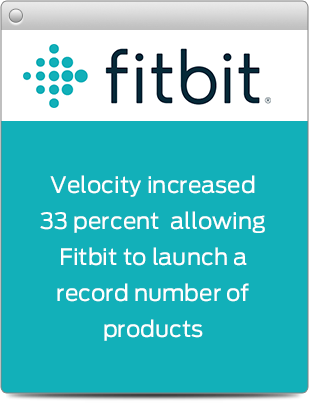 fitbit®
Velocity increased
33 percent allowing
Fitbit to launch a
record number of
products